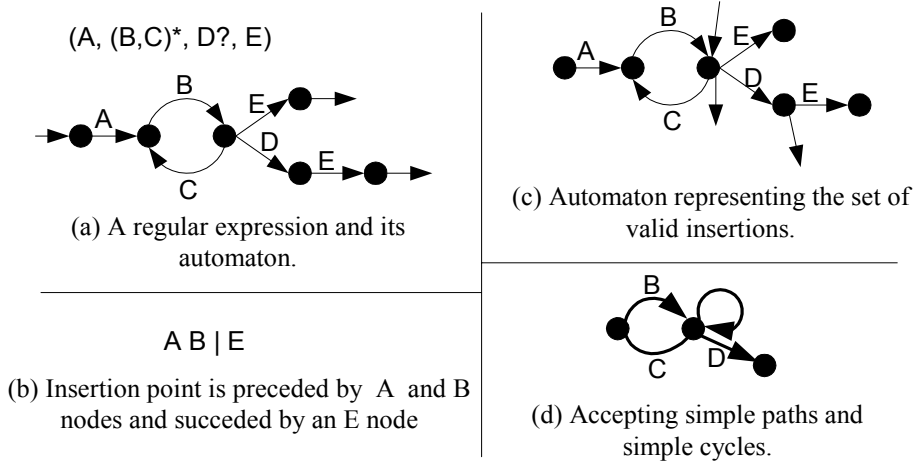 (A, (B,C)*, D?, E)
A
B
C
E
D
E
(a) A regular expression and its
automaton.
A B | E
(b) Insertion point is preceded by A and B
nodes and succeded by an E node
A
B
C
E
D
E
(c) Automaton representing the set of
valid insertions.
B
C
D
(d) Accepting simple paths and
simple cycles.